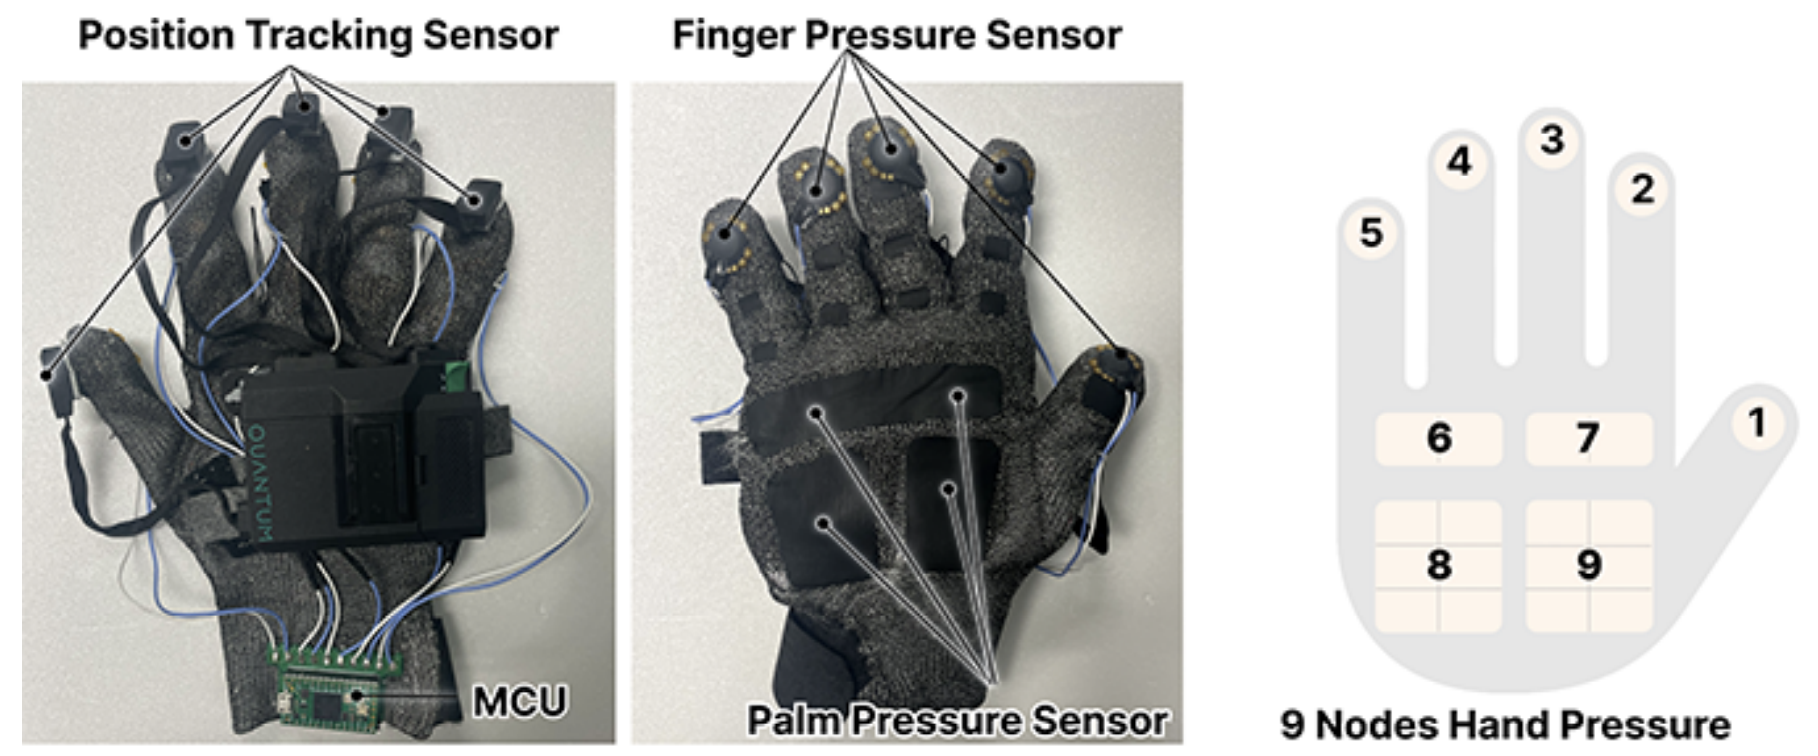 Position Tracking Sensor
Finger Pressure Sensor
QUANTUM
MCU
Palm Pressure Sensor
3
4
2
5
1
6 7
8 9
9 Nodes Hand Pressure